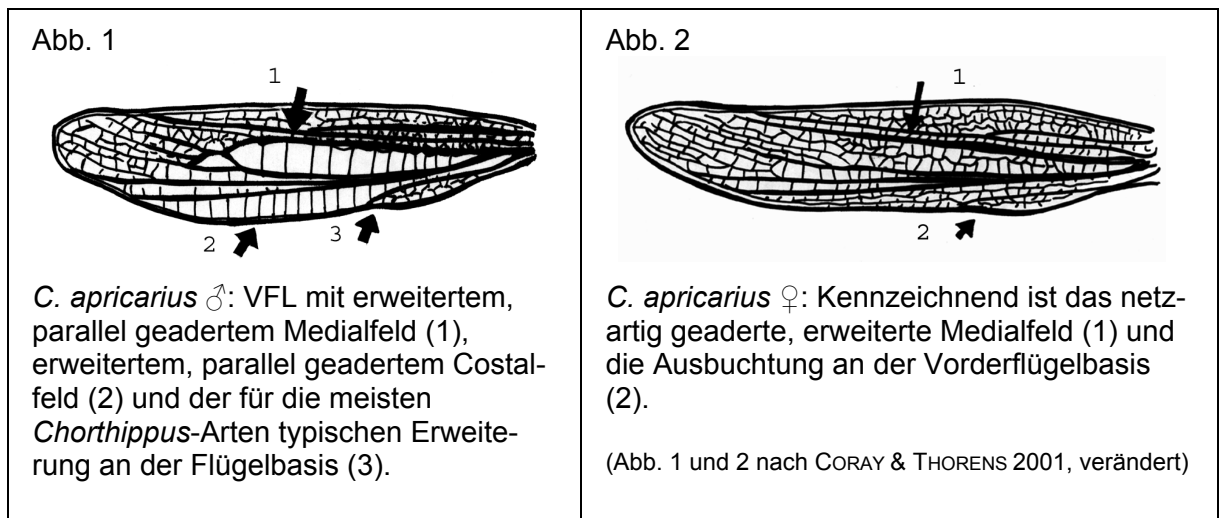 Abb. 1
1
2
3
C. apricarius ♂: VFL mit erweitertem,
parallel geadertem Medialfeld (1),
erweitertem, parallel geadertem Costal-
feld (2) und der für die meisten
Chorthippus-Arten typischen Erweite-
rung an der Flügelbasis (3).
Abb. 2
1
2
C. apricarius ♀: Kennzeichnend ist das netz-
artig geaderte, erweiterte Medialfeld (1) und
die Ausbuchtung an der Vorderflügelbasis
(2).
(Abb. 1 und 2 nach CORAY & THORENS 2001, verändert)